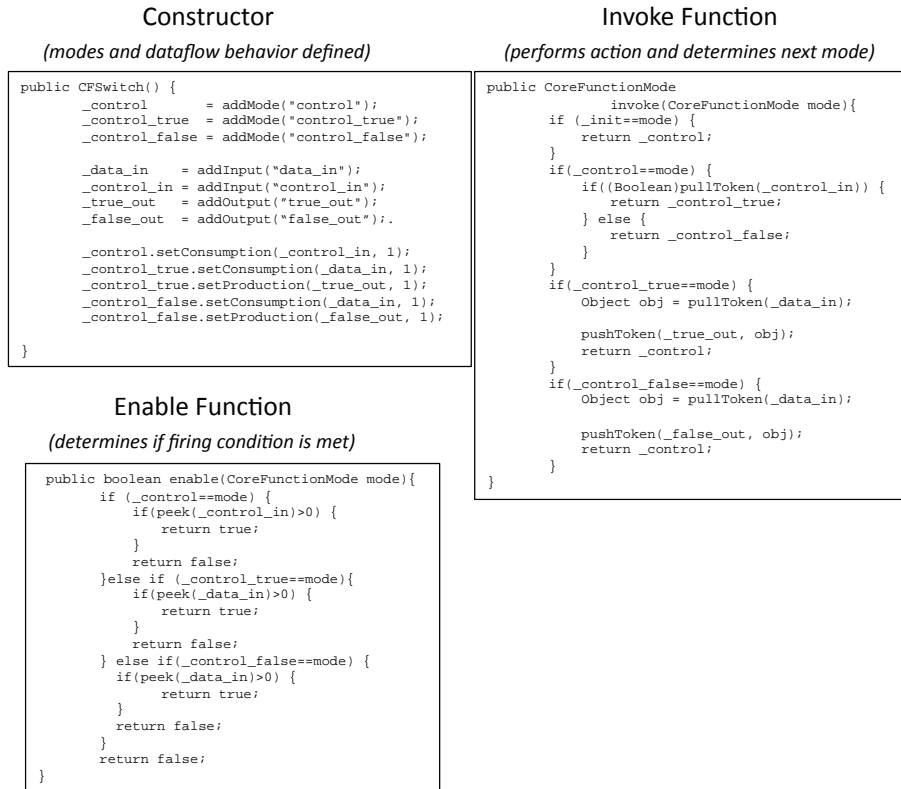 Constructor
(modes and dataflow behavior defined)
public CFSwitch() {
_control = addMode("control");
_control_true = addMode("control_true");
_control_false = addMode("control_false");
_data_in = addInput(“data_in");
_control_in = addInput(“control_in");
_true_out = addOutput(”true_out");
_false_out = addOutput(“false_out”);.
_control.setConsumption(_control_in, 1);
_control_true.setConsumption(_data_in, 1);
_control_true.setProduction(_true_out, 1);
_control_false.setConsumption(_data_in, 1);
_control_false.setProduction(_false_out, 1);
}
Enable Function
(determines if firing condition is met)
public boolean enable(CoreFunctionMode mode){
if (_control==mode) {
if(peek(_control_in)>0) {
return true;
}
return false;
}else if (_control_true==mode){
if(peek(_data_in)>0) {
return true;
}
return false;
} else if(_control_false==mode) {
if(peek(_data_in)>0) {
return true;
}
return false;
}
return false;
}
Invoke Function
(performs action and determines next mode)
public CoreFunctionMode
invoke(CoreFunctionMode mode){
if (_init==mode) {
return _control;
}
if(_control==mode) {
if((Boolean)pullToken(_control_in)) {
return _control_true;
} else {
return _control_false;
}
}
if(_control_true==mode) {
Object obj = pullToken(_data_in);
pushToken(_true_out, obj);
return _control;
}
if(_control_false==mode) {
Object obj = pullToken(_data_in);
pushToken(_false_out, obj);
return _control;
}
}